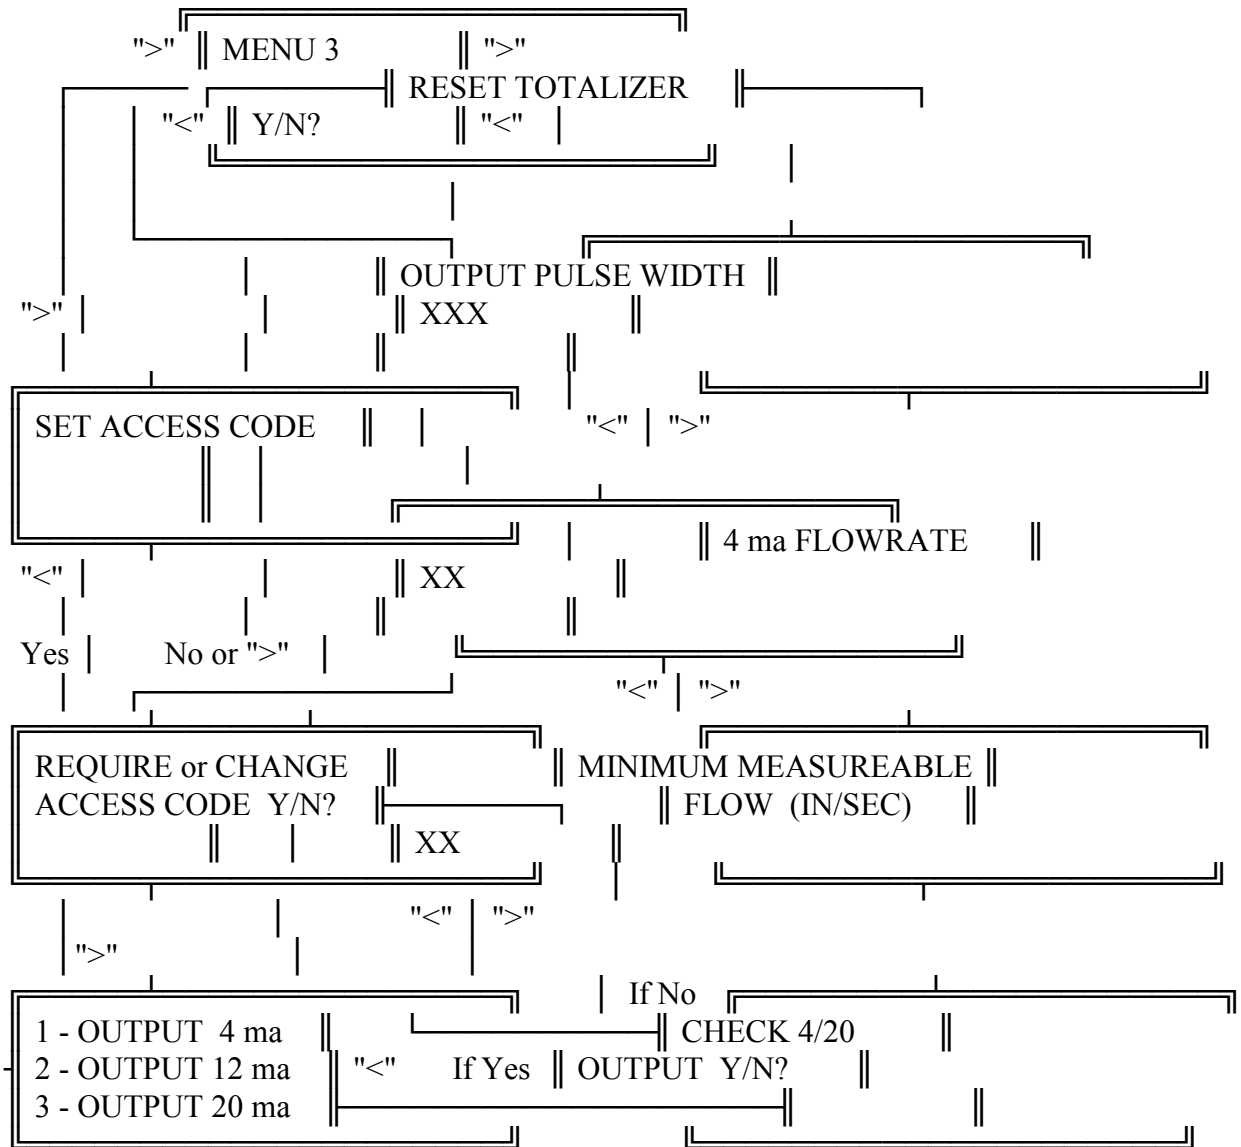 ">" MENU 3 ">"
RESET TOTALIZER
"<" Y/N? "<"
OUTPUT PULSE WIDTH
">" XXX
SET ACCESS CODE "<" ">"
4 ma FLOWRATE
"<" XX
Yes No or ">"
"<" ">"
REQUIRE or CHANGE MINIMUM MEASUREABLE
ACCESS CODE Y/N? FLOW (IN/SEC)
XX
"<" ">"
">"
If No
1 - OUTPUT 4 ma CHECK 4/20
2 - OUTPUT 12 ma "<" If Yes OUTPUT Y/N?
3 - OUTPUT 20 ma